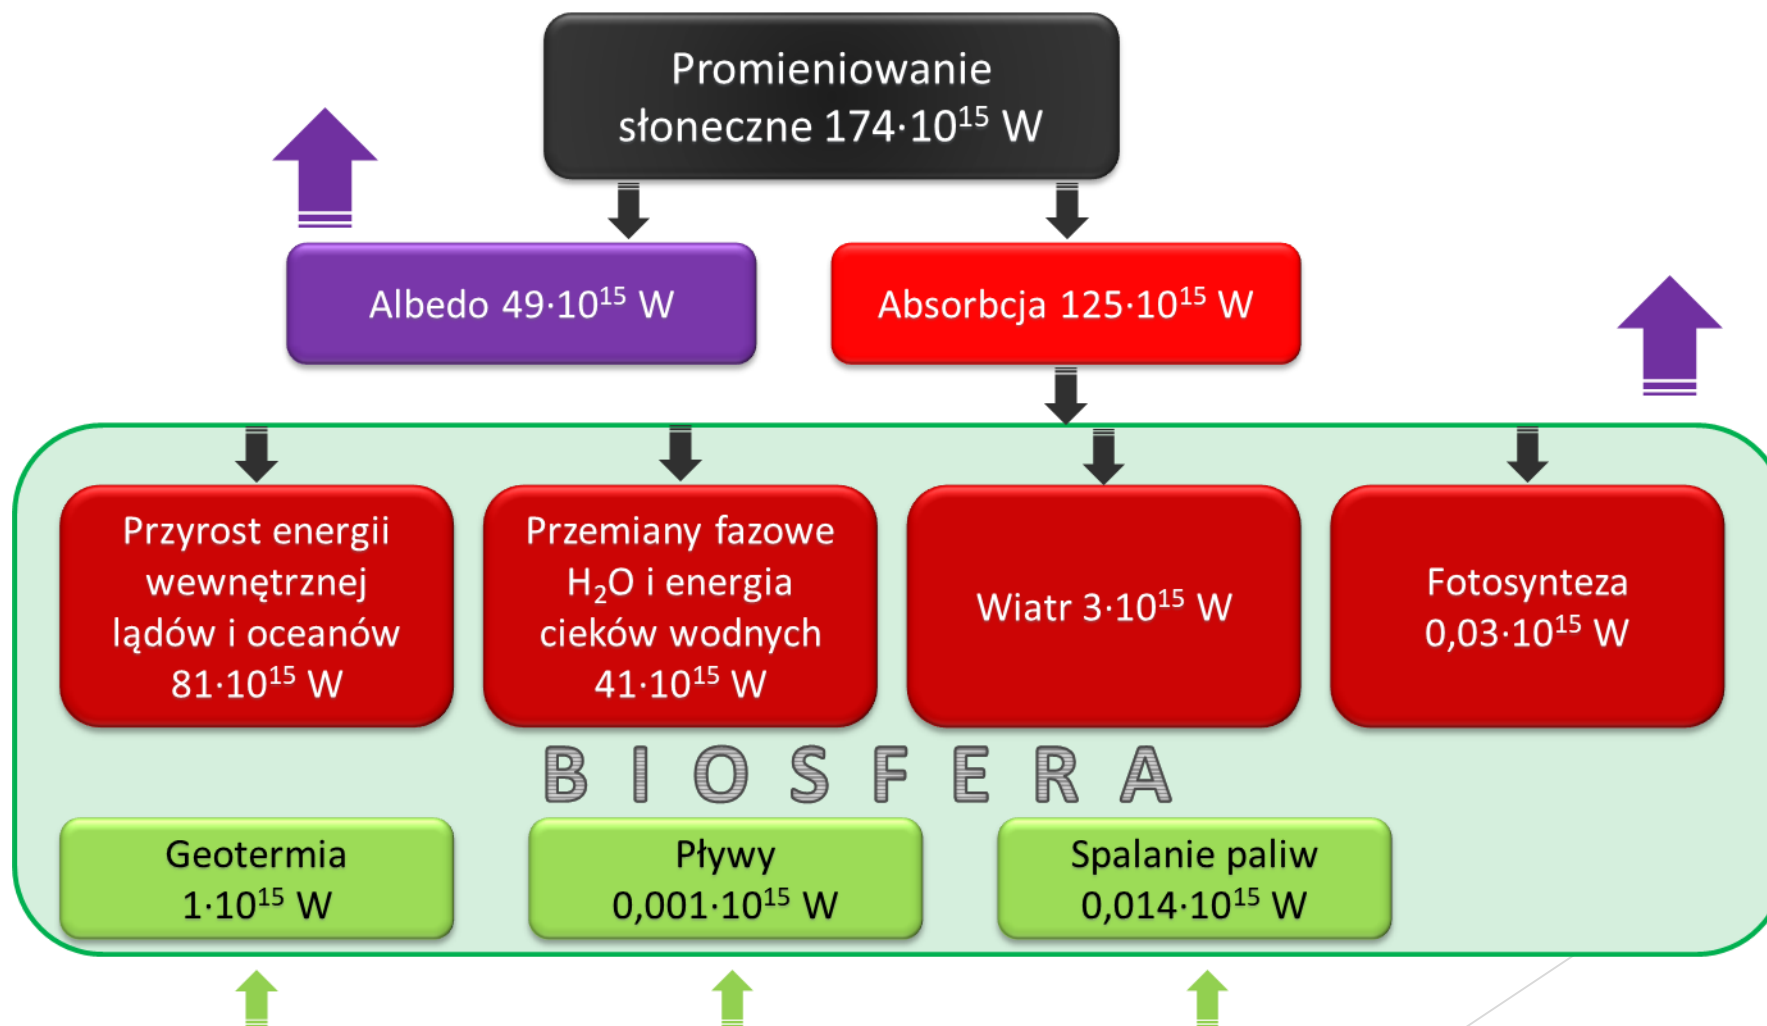 Promieniowanie
słoneczne 174·10¹⁵ W
Albedo 49·10¹⁵ W
Absorbcja 125·10¹⁵ W
Przyrost energii
wewnętrznej
lądów i oceanów
81·10¹⁵ W
Przemiany fazowe
H₂O i energia
cieków wodnych
41·10¹⁵ W
Wiatr 3·10¹⁵ W
Fotosynteza
0,03·10¹⁵ W
BIOSFERA
Geotermia
1·10¹⁵ W
Pływy
0,001·10¹⁵ W
Spalanie paliw
0,014·10¹⁵ W